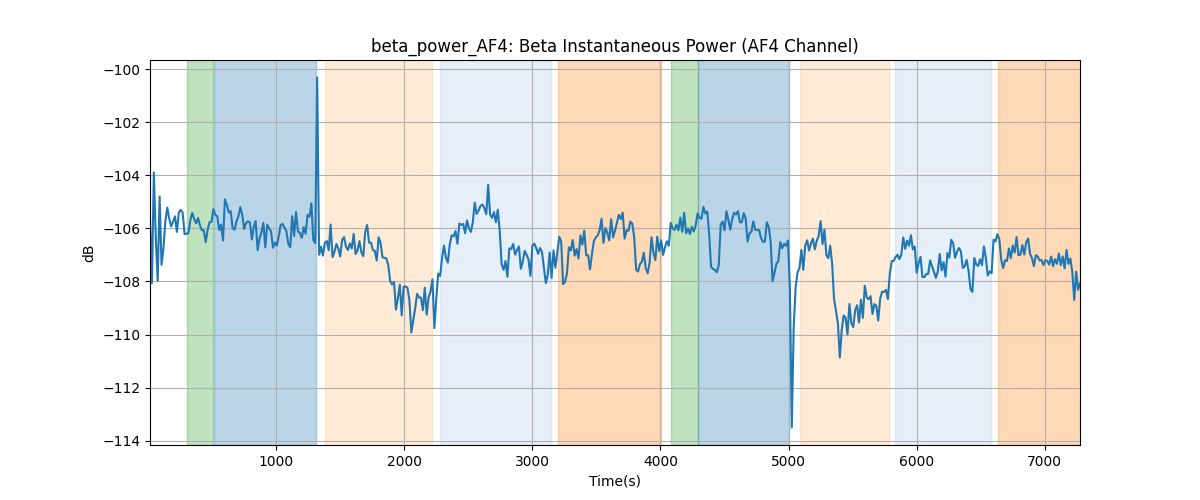 beta_power_AF4: Beta Instantaneous Power (AF4 Channel)
−100
−102
−104
−106
−108
−110
−112
−114
dB
1000 2000 3000 4000 5000 6000 7000
Time(s)